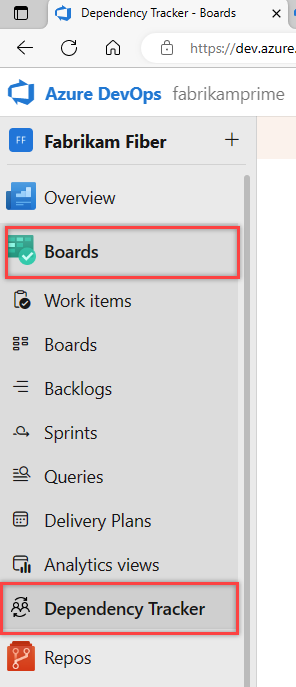 Dependency Tracker - Boards
https://dev.azure.
Azure DevOps fabrikamprime
FF Fabrikam Fiber
Overview
Boards
Work items
Boards
Backlogs
Sprints
Queries
Delivery Plans
Analytics views
Dependency Tracker
Repos